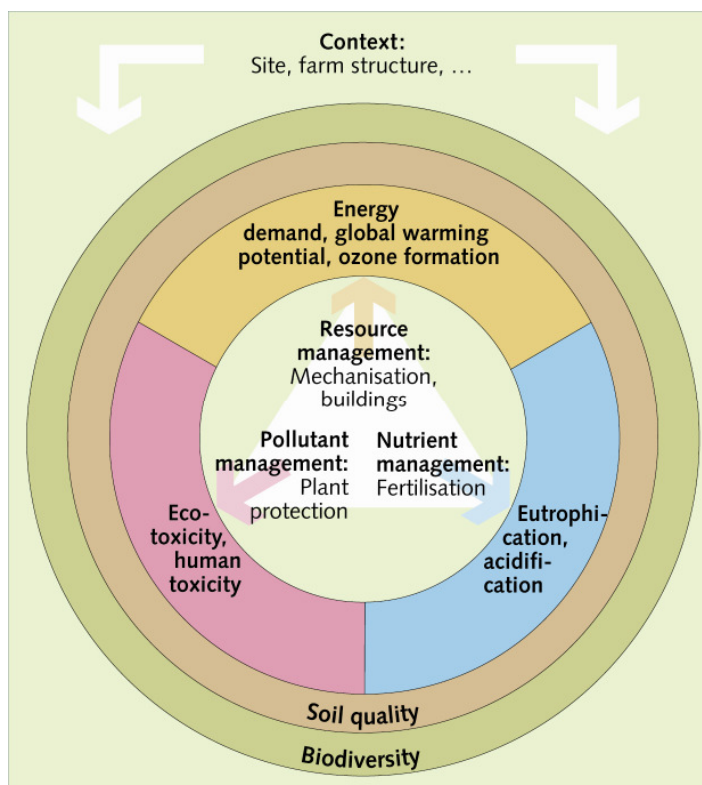 Context:
Site, farm structure, …
Energy
demand, global warming
potential, ozone formation
Resource
management:
Mechanisation,
buildings
Pollutant
management:
Plant
protection
Nutrient
management:
Fertilisation
Eco-
toxicity,
human
toxicity
Eutrophi-
cation,
acidifi-
cation
Soil quality
Biodiversity